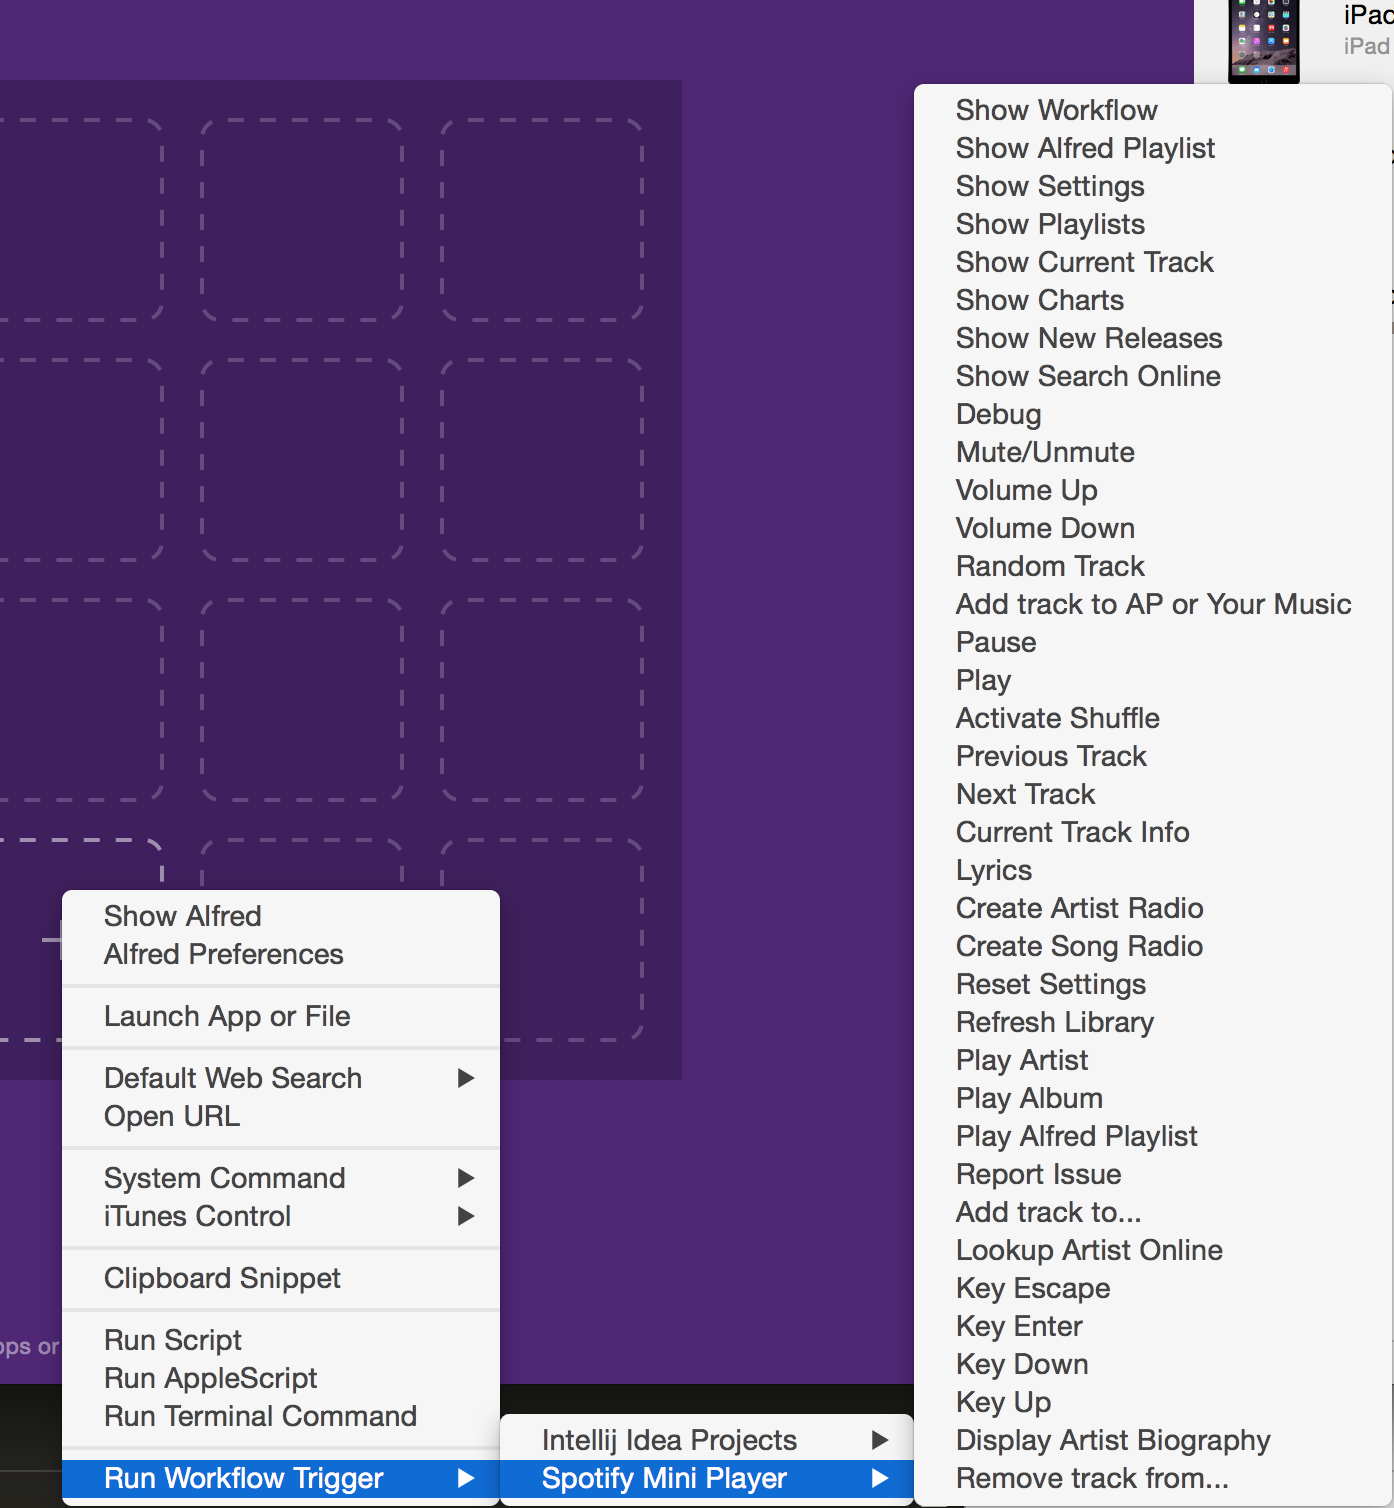 iPad
iPad
Show Workflow
Show Alfred Playlist
Show Settings
Show Playlists
Show Current Track
Show Charts
Show New Releases
Show Search Online
Debug
Mute/Unmute
Volume Up
Volume Down
Random Track
Add track to AP or Your Music
Pause
Play
Activate Shuffle
Previous Track
Next Track
Current Track Info
Lyrics
Create Artist Radio
Create Song Radio
Reset Settings
Refresh Library
Play Artist
Play Album
Play Alfred Playlist
Report Issue
Add track to...
Lookup Artist Online
Key Escape
Key Enter
Key Down
Key Up
Display Artist Biography
Remove track from...
Show Alfred
Alfred Preferences
Launch App or File
Default Web Search
Open URL
System Command
iTunes Control
Clipboard Snippet
Run Script
Run AppleScript
Run Terminal Command
Run Workflow Trigger
Intellij Idea Projects
Spotify Mini Player
or